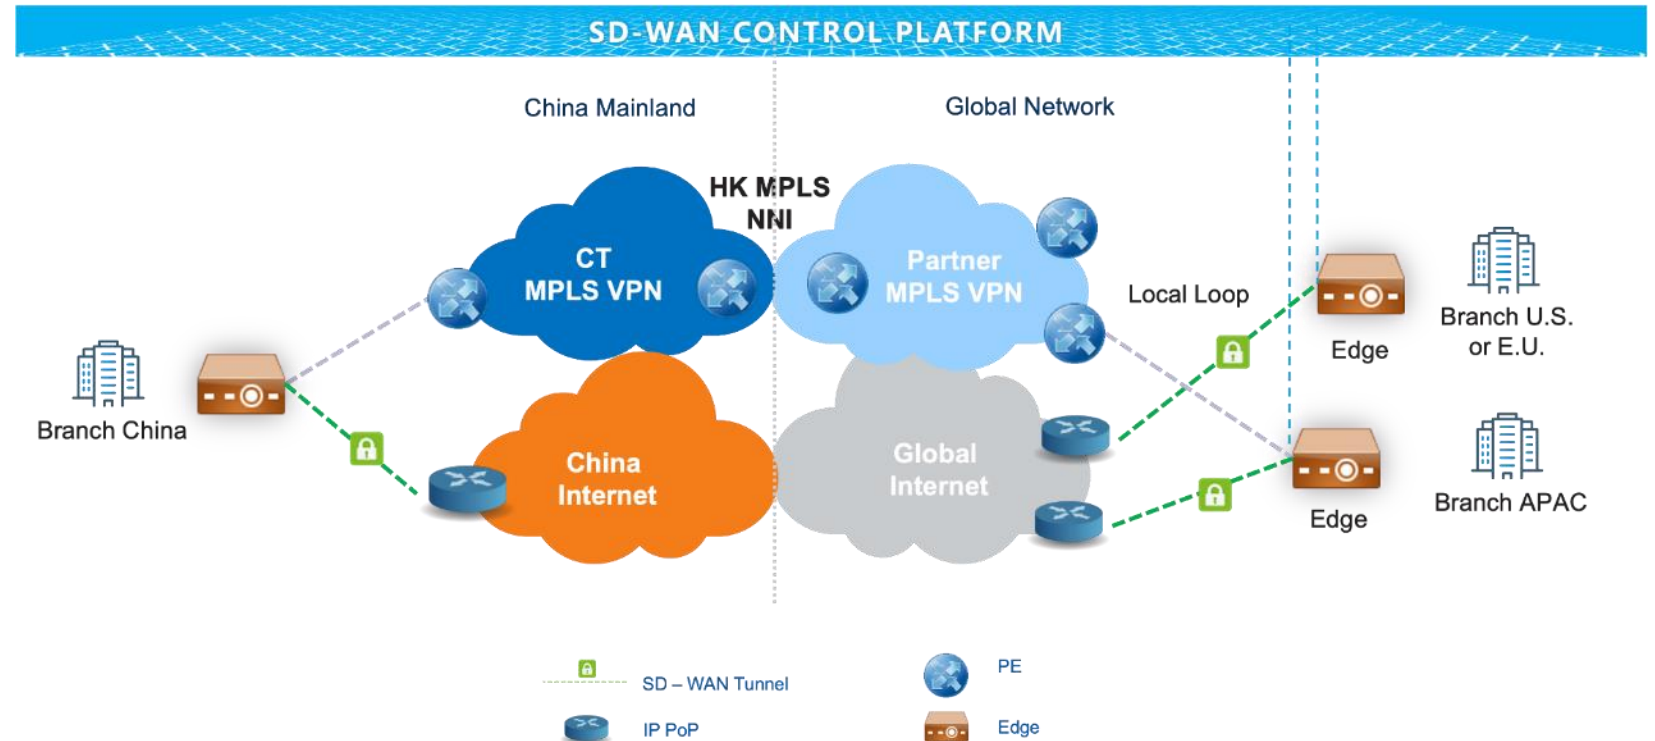 SD-WAN CONTROL PLATFORM
China Mainland
Global Network
HK MPLS
NNI
CT
MPLS VPN
Partner
MPLS VPN
Local Loop
Branch U.S.
or E.U.
Edge
Branch China
China
Internet
Global
Internet
Branch APAC
Edge
SD – WAN Tunnel
PE
IP PoP
Edge